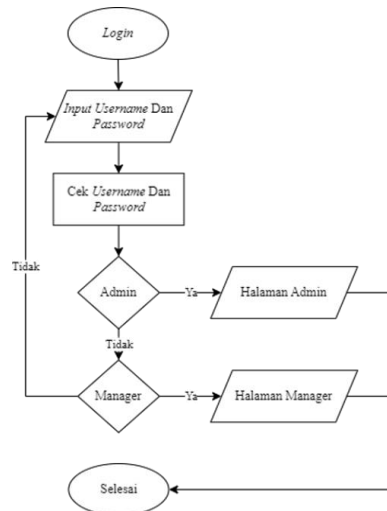 Login
Input Username Dan
Password
Cek Username Dan
Password
Tidak
Admin
Ya
Halaman Admin
Tidak
Manager
Ya
Halaman Manager
Selesai